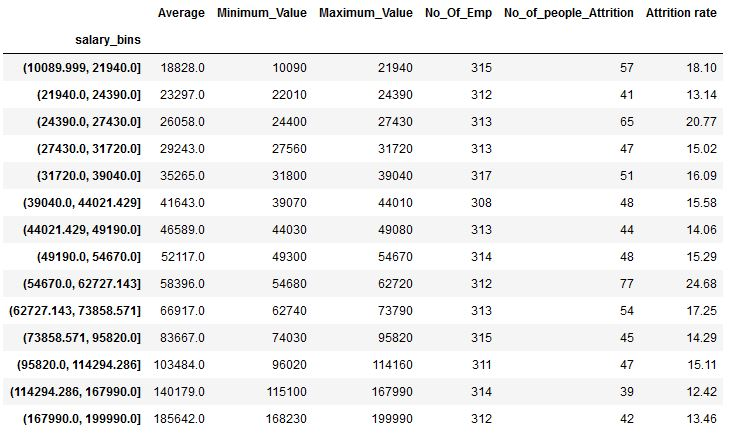 Average Minimum_Value Maximum_Value No_Of_Emp No_of_people_Attrition Attrition rate
salary_bins
(10089.999, 21940.0] 18828.0 10090 21940 315 57 18.10
(21940.0, 24390.0] 23297.0 22010 24390 312 41 13.14
(24390.0, 27430.0] 26058.0 24400 27430 313 65 20.77
(27430.0, 31720.0] 29243.0 27560 31720 313 47 15.02
(31720.0, 39040.0] 35265.0 31800 39040 317 51 16.09
(39040.0, 44021.429] 41643.0 39070 44010 308 48 15.58
(44021.429, 49190.0] 46589.0 44030 49080 313 44 14.06
(49190.0, 54670.0] 52117.0 49300 54670 314 48 15.29
(54670.0, 62727.143] 58396.0 54680 62720 312 77 24.68
(62727.143, 73858.571] 66917.0 62740 73790 313 54 17.25
(73858.571, 95820.0] 83667.0 74030 95820 315 45 14.29
(95820.0, 114294.286] 103484.0 96020 114160 311 47 15.11
(114294.286, 167990.0] 140179.0 115100 167990 314 39 12.42
(167990.0, 199990.0] 185642.0 168230 199990 312 42 13.46